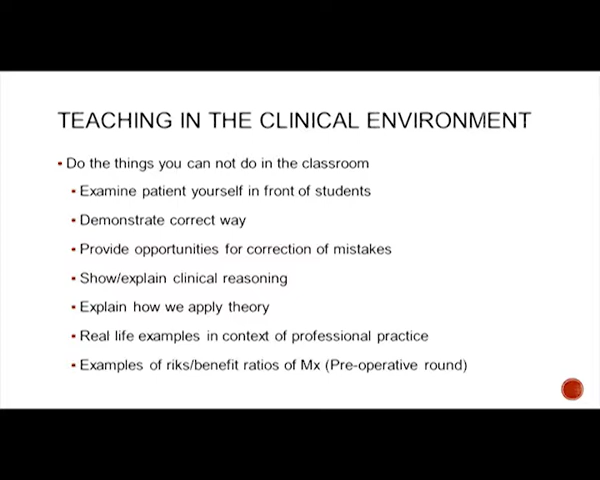 TEACHING IN THE CLINICAL ENVIRONMENT
▪ Do the things you can not do in the classroom
▪ Examine patient yourself in front of students
▪ Demonstrate correct way
▪ Provide opportunities for correction of mistakes
▪ Show/explain clinical reasoning
▪ Explain how we apply theory
▪ Real life examples in context of professional practice
▪ Examples of riks/benefit ratios of Mx (Pre-operative round)